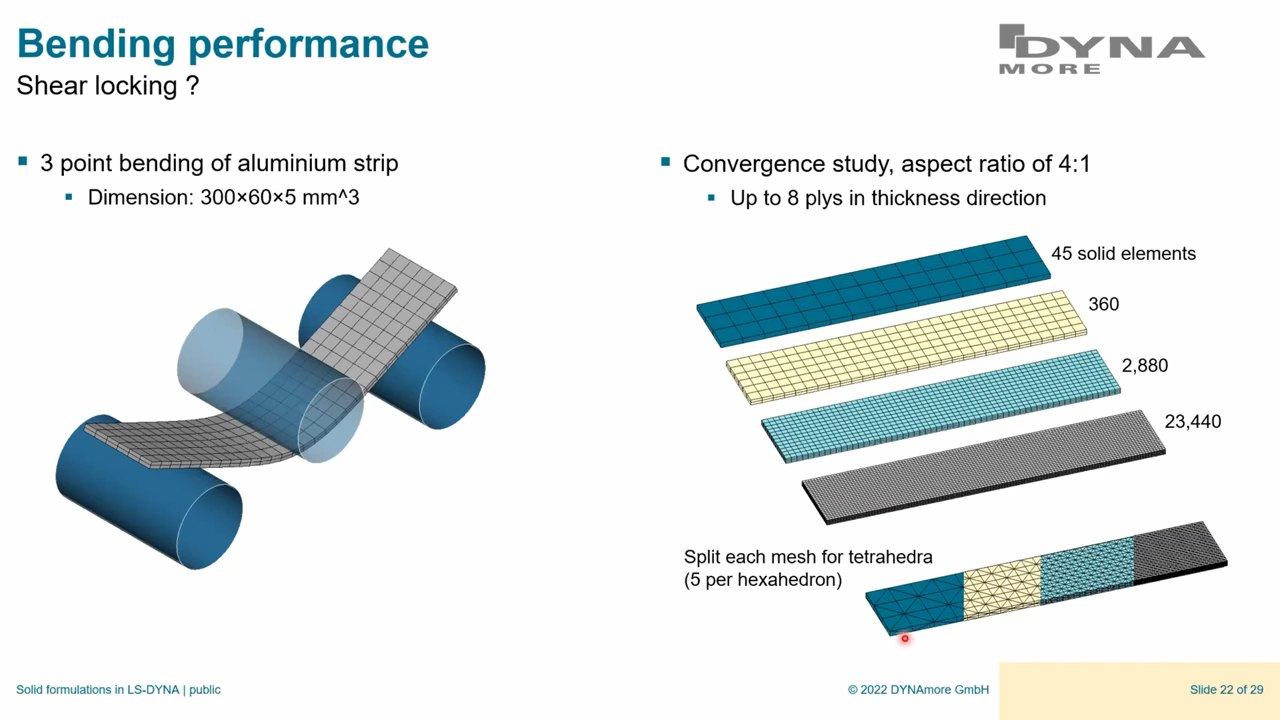 Bending performance
Shear locking ?
DYNA
MORE
3 point bending of aluminium strip
Dimension: 300×60×5 mm^3
Convergence study, aspect ratio of 4:1
Up to 8 plys in thickness direction
45 solid elements
360
2,880
23,440
Split each mesh for tetrahedra
(5 per hexahedron)
Solid formulations in LS-DYNA | public
© 2022 DYNAmore GmbH
Slide 22 of 29